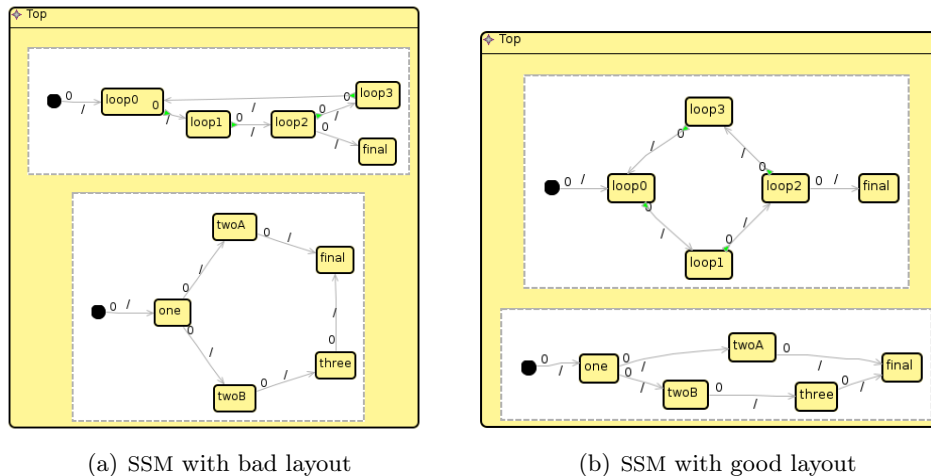 Top
0 / loop0 0 / loop1 0 / loop2 0 / 0 / loop3 0 /
final
twoA 0 /
final
0 / one 0 / 0 /
three 0 /
twoB 0 /
(a) SSM with bad layout
Top
loop3 0 /
0 / loop0 0 / loop2 0 / 0 / final
loop1 0 /
twoA 0 /
0 / one 0 / 0 / final
twoB 0 / three 0 /
(b) SSM with good layout